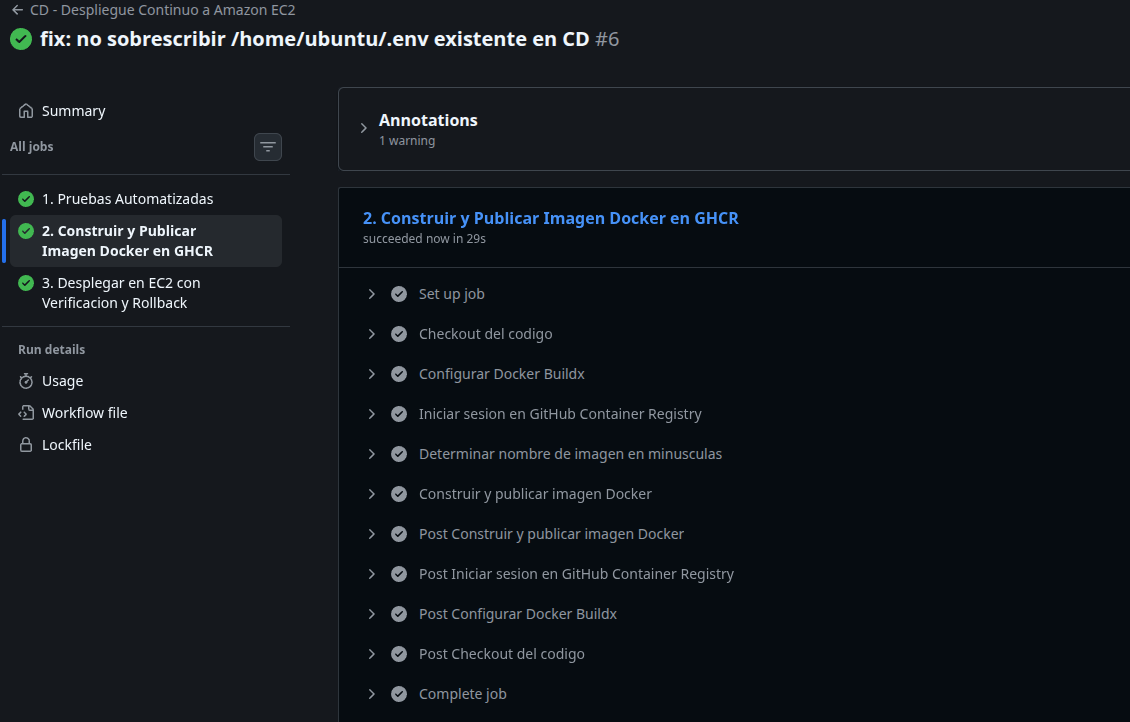 CD - Despliegue Continuo a Amazon EC2
fix: no sobrescribir /home/ubuntu/.env existente en CD #6
Summary
All jobs
1. Pruebas Automatizadas
2. Construir y Publicar
Imagen Docker en GHCR
3. Desplegar en EC2 con
Verificacion y Rollback
Run details
Usage
Workflow file
Lockfile
Annotations
1 warning
2. Construir y Publicar Imagen Docker en GHCR
succeeded now in 29s
Set up job
Checkout del codigo
Configurar Docker Buildx
Iniciar sesion en GitHub Container Registry
Determinar nombre de imagen en minusculas
Construir y publicar imagen Docker
Post Construir y publicar imagen Docker
Post Iniciar sesion en GitHub Container Registry
Post Configurar Docker Buildx
Post Checkout del codigo
Complete job